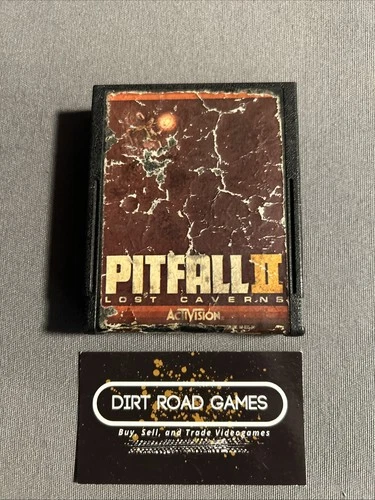 PITFALL II
LOST CAVERNS
ACTIVISION
DIRT ROAD GAMES
Buy, Sell, and Trade Videogames